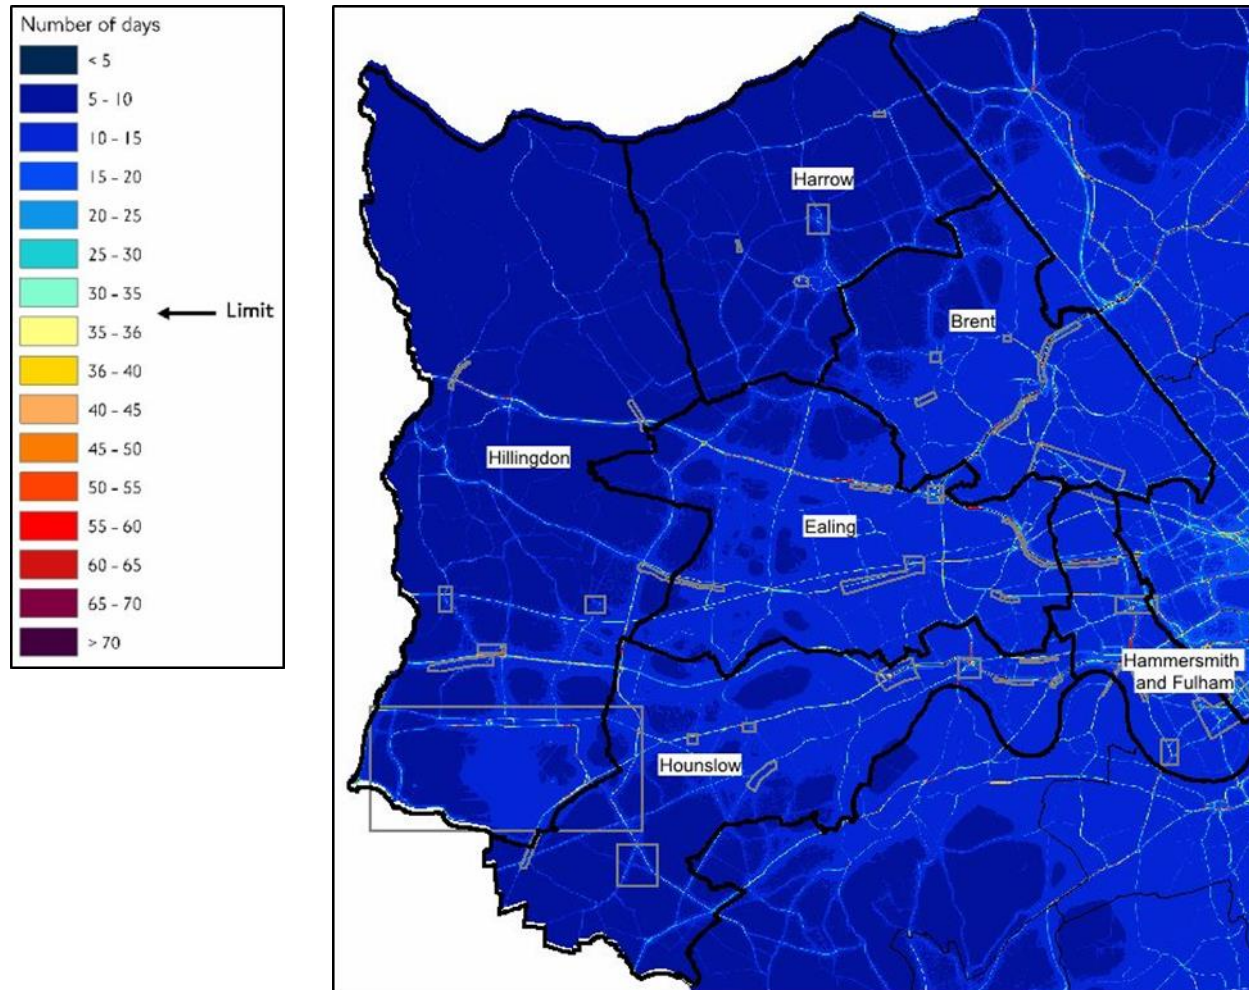 Number of days
< 5
5 - 10
10 - 15
15 - 20
20 - 25
25 - 30
30 - 35
Limit
35 - 36
36 - 40
40 - 45
45 - 50
50 - 55
55 - 60
60 - 65
65 - 70
> 70
Harrow
Brent
Hillingdon
Ealing
Hammersmith
and Fulham
Hounslow